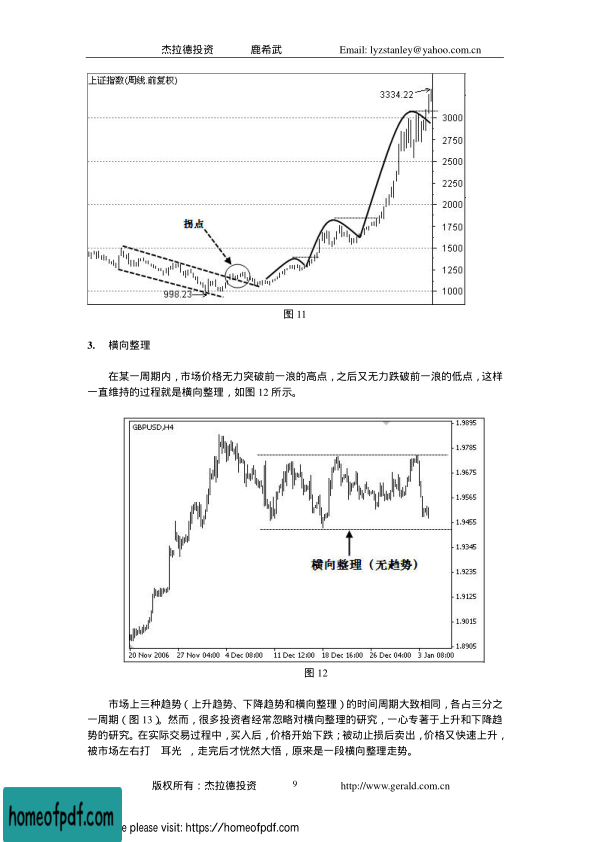 杰拉德投资 鹿希武 Email: lyzstanley@yahoo.com.cn
上证指数(周线.前复权)
3334.22
3000
2750
2500
2250
2000
拐点
1750
1500
1250
998.23
1000
图 11
3. 横向整理
在某一周期内，市场价格无力突破前一浪的高点，之后又无力跌破前一浪的低点，这样
一直维持的过程就是横向整理，如图 12 所示。
GBPUSD,H4
1.9895
1.9785
1.9675
1.9565
1.9455
1.9345
横向整理（无趋势）
1.9235
1.9125
1.9015
1.8905
20 Nov 2006 27 Nov 04:00 4 Dec 08:00 11 Dec 12:00 18 Dec 16:00 26 Dec 04:00 3 Jan 08:00
图 12
市场上三种趋势（上升趋势、下降趋势和横向整理）的时间周期大致相同，各占三分之
一周期（图 13）。然而，很多投资者经常忽略对横向整理的研究，一心专著于上升和下降趋
势的研究。在实际交易过程中，买入后，价格开始下跌；被动止损后卖出，价格又快速上升，
被市场左右打 耳光 ，走完后才恍然大悟，原来是一段横向整理走势。
版权所有：杰拉德投资 9 http://www.gerald.com.cn
homeofpdf.com
e please visit: https://homeofpdf.com